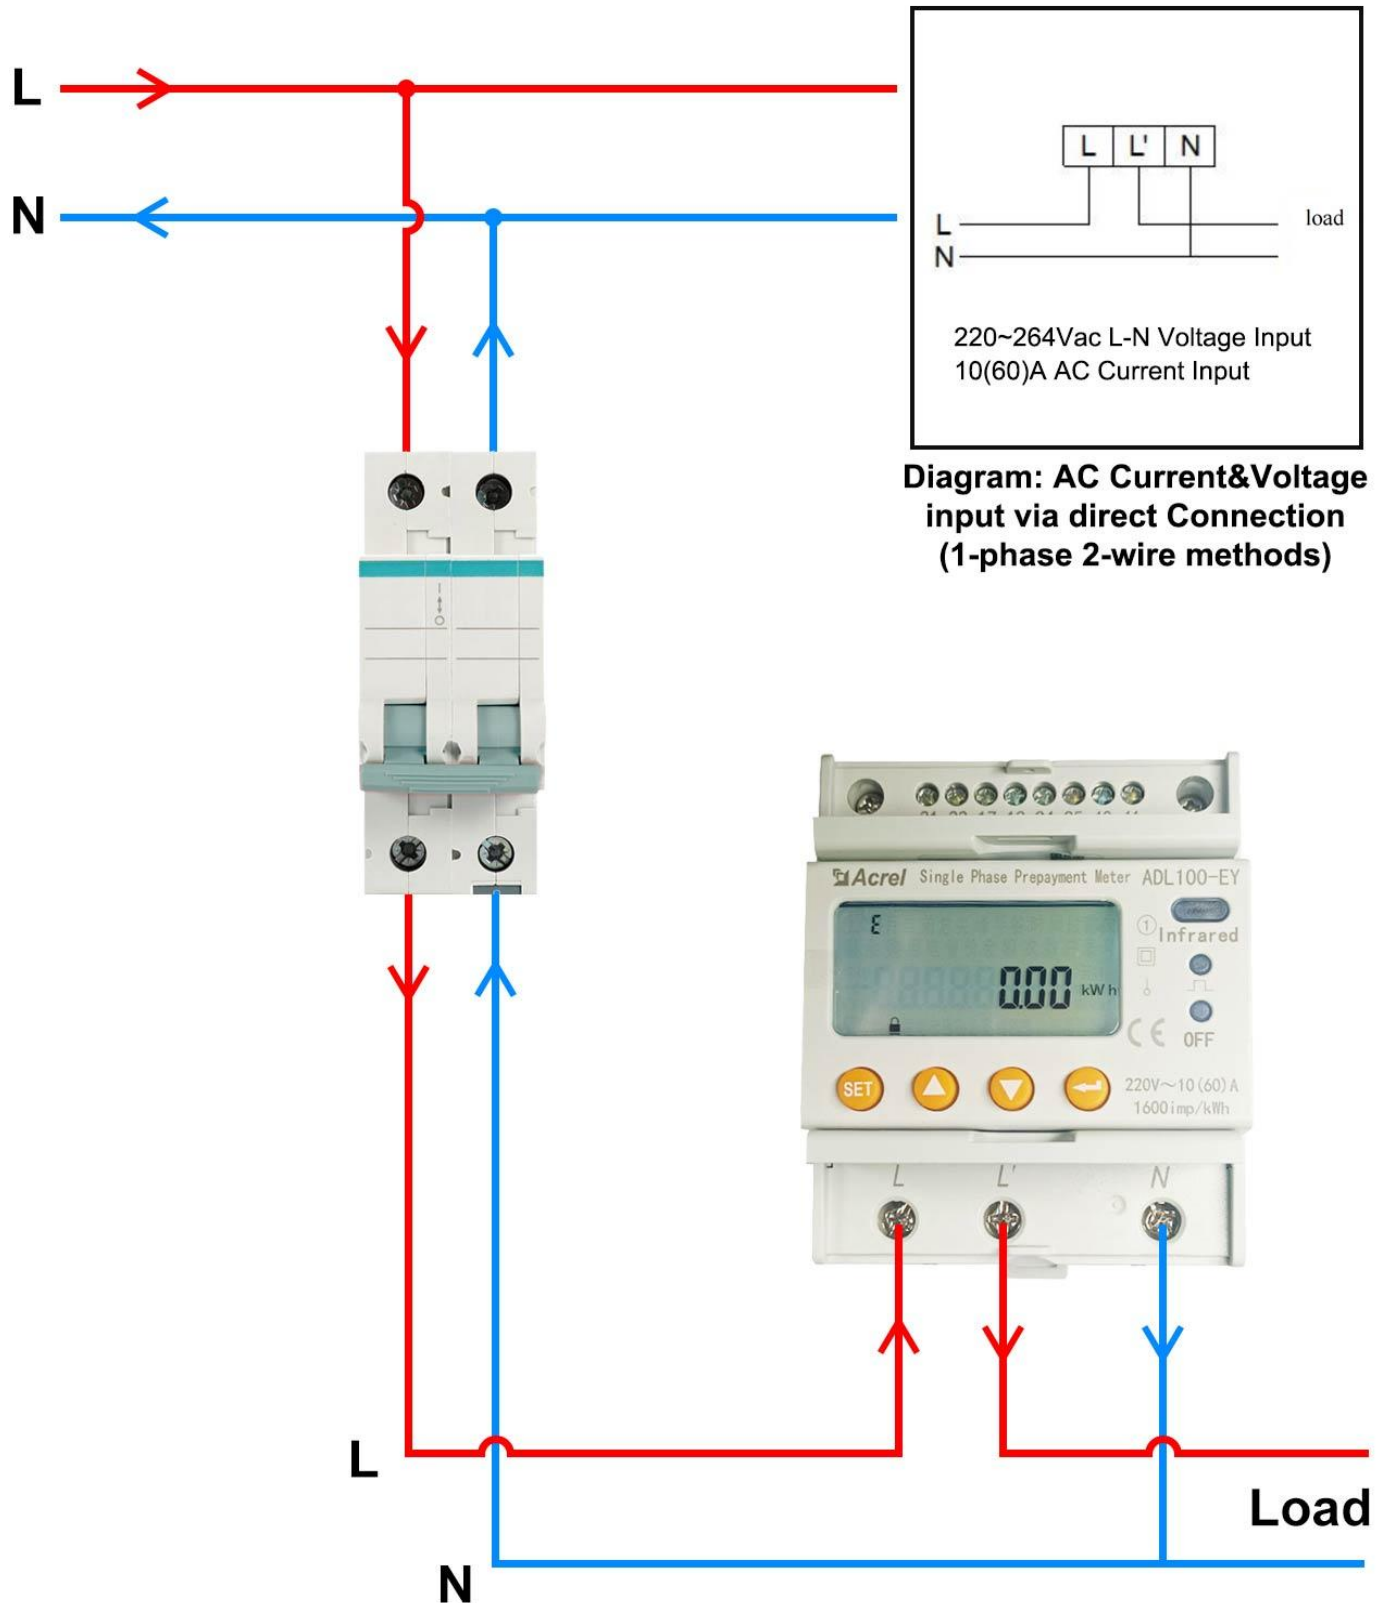 L
N
L L' N
L
N
load
220~264Vac L-N Voltage Input
10(60)A AC Current Input
Diagram: AC Current&Voltage
input via direct Connection
(1-phase 2-wire methods)
I
O
Acrel Single Phase Prepayment Meter ADL100-EY
Infrared
0.00 kWh
CE OFF
SET
220V~10(60)A
1600imp/kWh
L L' N
L
Load
N